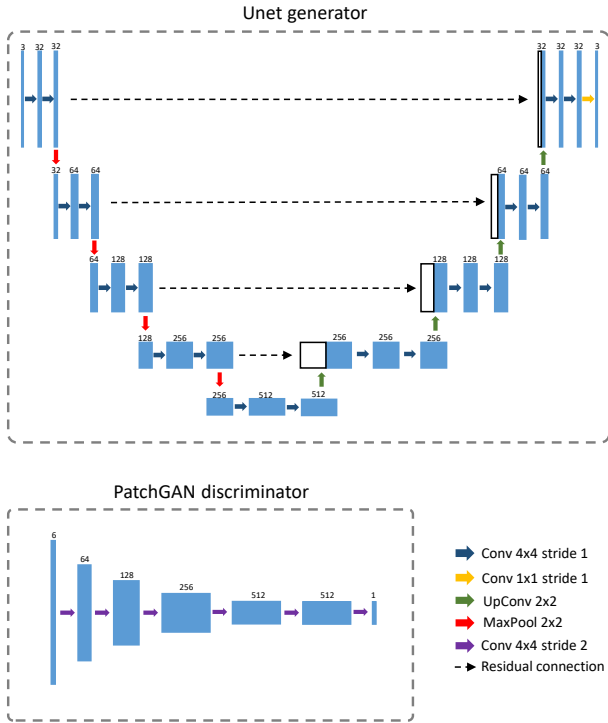 Unet generator
3 32 32
32 32 32 3
32 64 64
64 64 64
64 128 128
128 128 128
128 256 256
256 256 256
256 512 512
PatchGAN discriminator
6
64
128
256
512 512 1
Conv 4x4 stride 1
Conv 1x1 stride 1
UpConv 2x2
MaxPool 2x2
Conv 4x4 stride 2
Residual connection